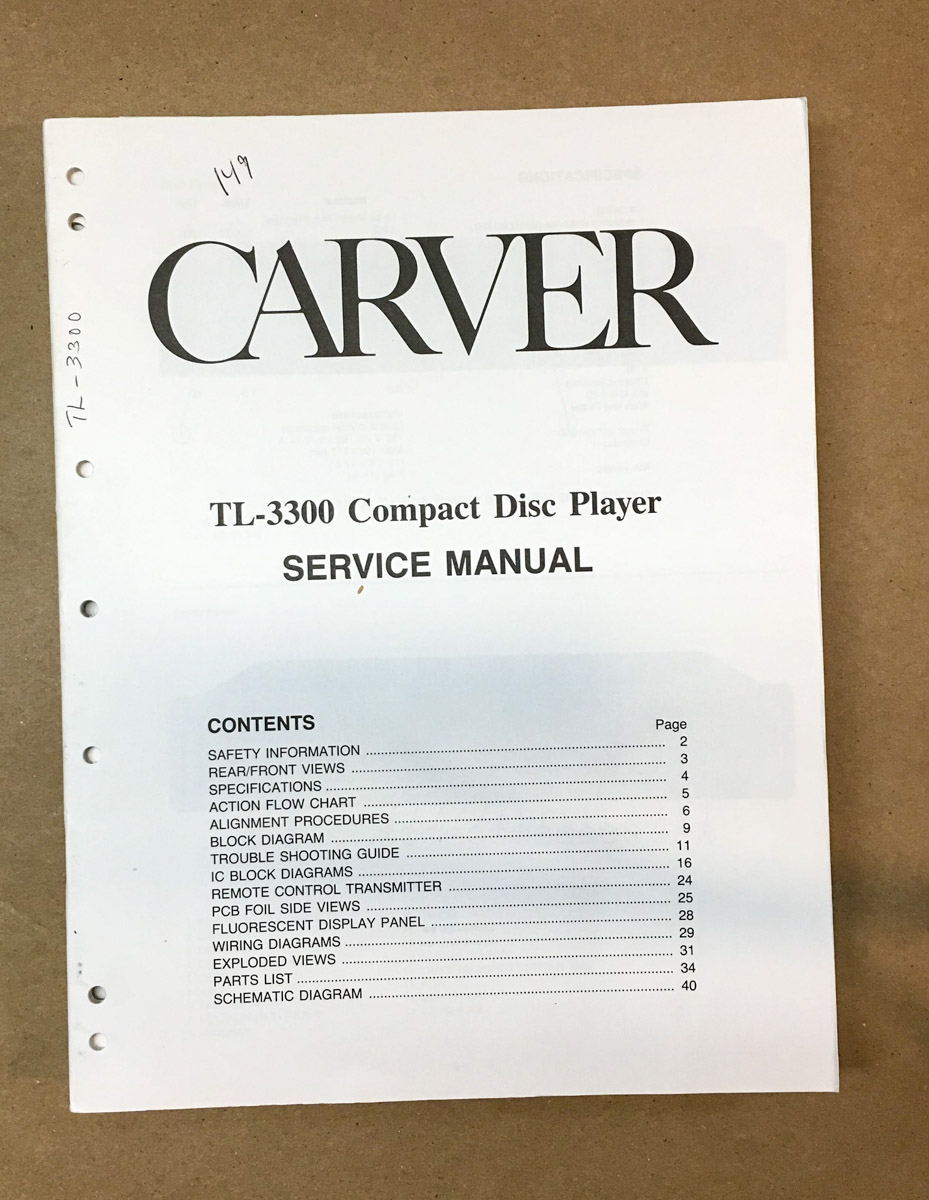 149
CARVER
TL-3300
TL-3300 Compact Disc Player
SERVICE MANUAL
CONTENTS Page
SAFETY INFORMATION 2
REAR/FRONT VIEWS 3
SPECIFICATIONS 4
ACTION FLOW CHART 5
ALIGNMENT PROCEDURES 6
BLOCK DIAGRAM 9
TROUBLE SHOOTING GUIDE 11
IC BLOCK DIAGRAMS 16
REMOTE CONTROL TRANSMITTER 24
PCB FOIL SIDE VIEWS 25
FLUORESCENT DISPLAY PANEL 28
WIRING DIAGRAMS 29
EXPLODED VIEWS 31
PARTS LIST 34
SCHEMATIC DIAGRAM 40